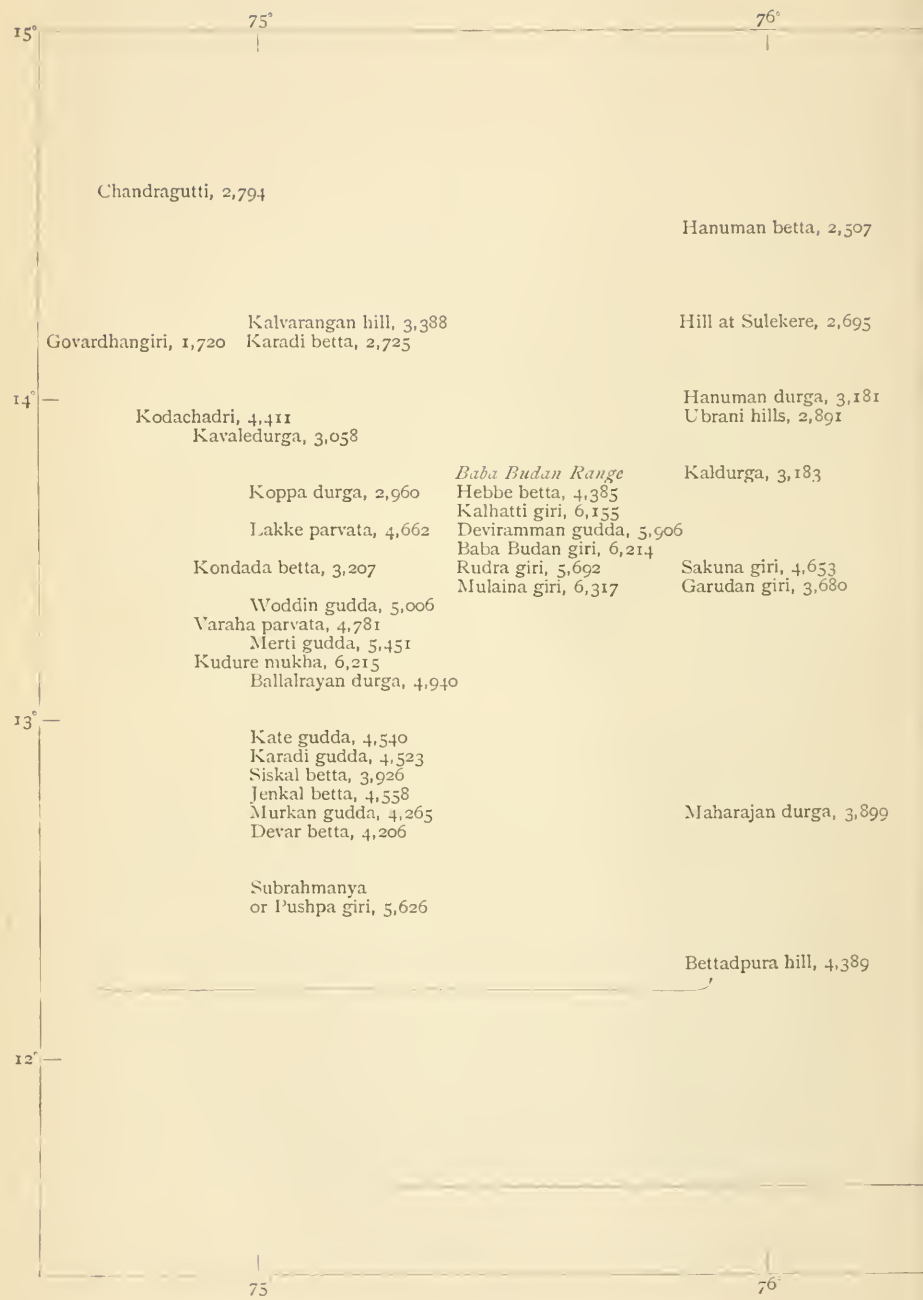 75° 76°
15°
Chandragutti, 2,794
Hanuman betta, 2,507
Kalvarangan hill, 3,388 Hill at Sulekere, 2,695
Govardhangiri, 1,720 Karadi betta, 2,725
14°
Hanuman durga, 3,181
Kodachadri, 4,411 Ubrani hills, 2,891
Kavaledurga, 3,058
Baba Budan Range Kaldurga, 3,183
Koppa durga, 2,960 Hebbe betta, 4,385
Kalhatti giri, 6,155
Lakke parvata, 4,662 Deviramman gudda, 5,906
Baba Budan giri, 6,214
Kondada betta, 3,207 Rudra giri, 5,692 Sakuna giri, 4,653
Mulaina giri, 6,317 Garudan giri, 3,680
Woddin gudda, 5,006
Varaha parvata, 4,781
Merti gudda, 5,451
Kudure mukha, 6,215
Ballalrayan durga, 4,940
13°
Kate gudda, 4,540
Karadi gudda, 4,523
Siskal betta, 3,926
Jenkal betta, 4,558
Murkan gudda, 4,265 Maharajan durga, 3,899
Devar betta, 4,206
Subrahmanya
or Pushpa giri, 5,626
Bettadpura hill, 4,389
12°
75° 76°